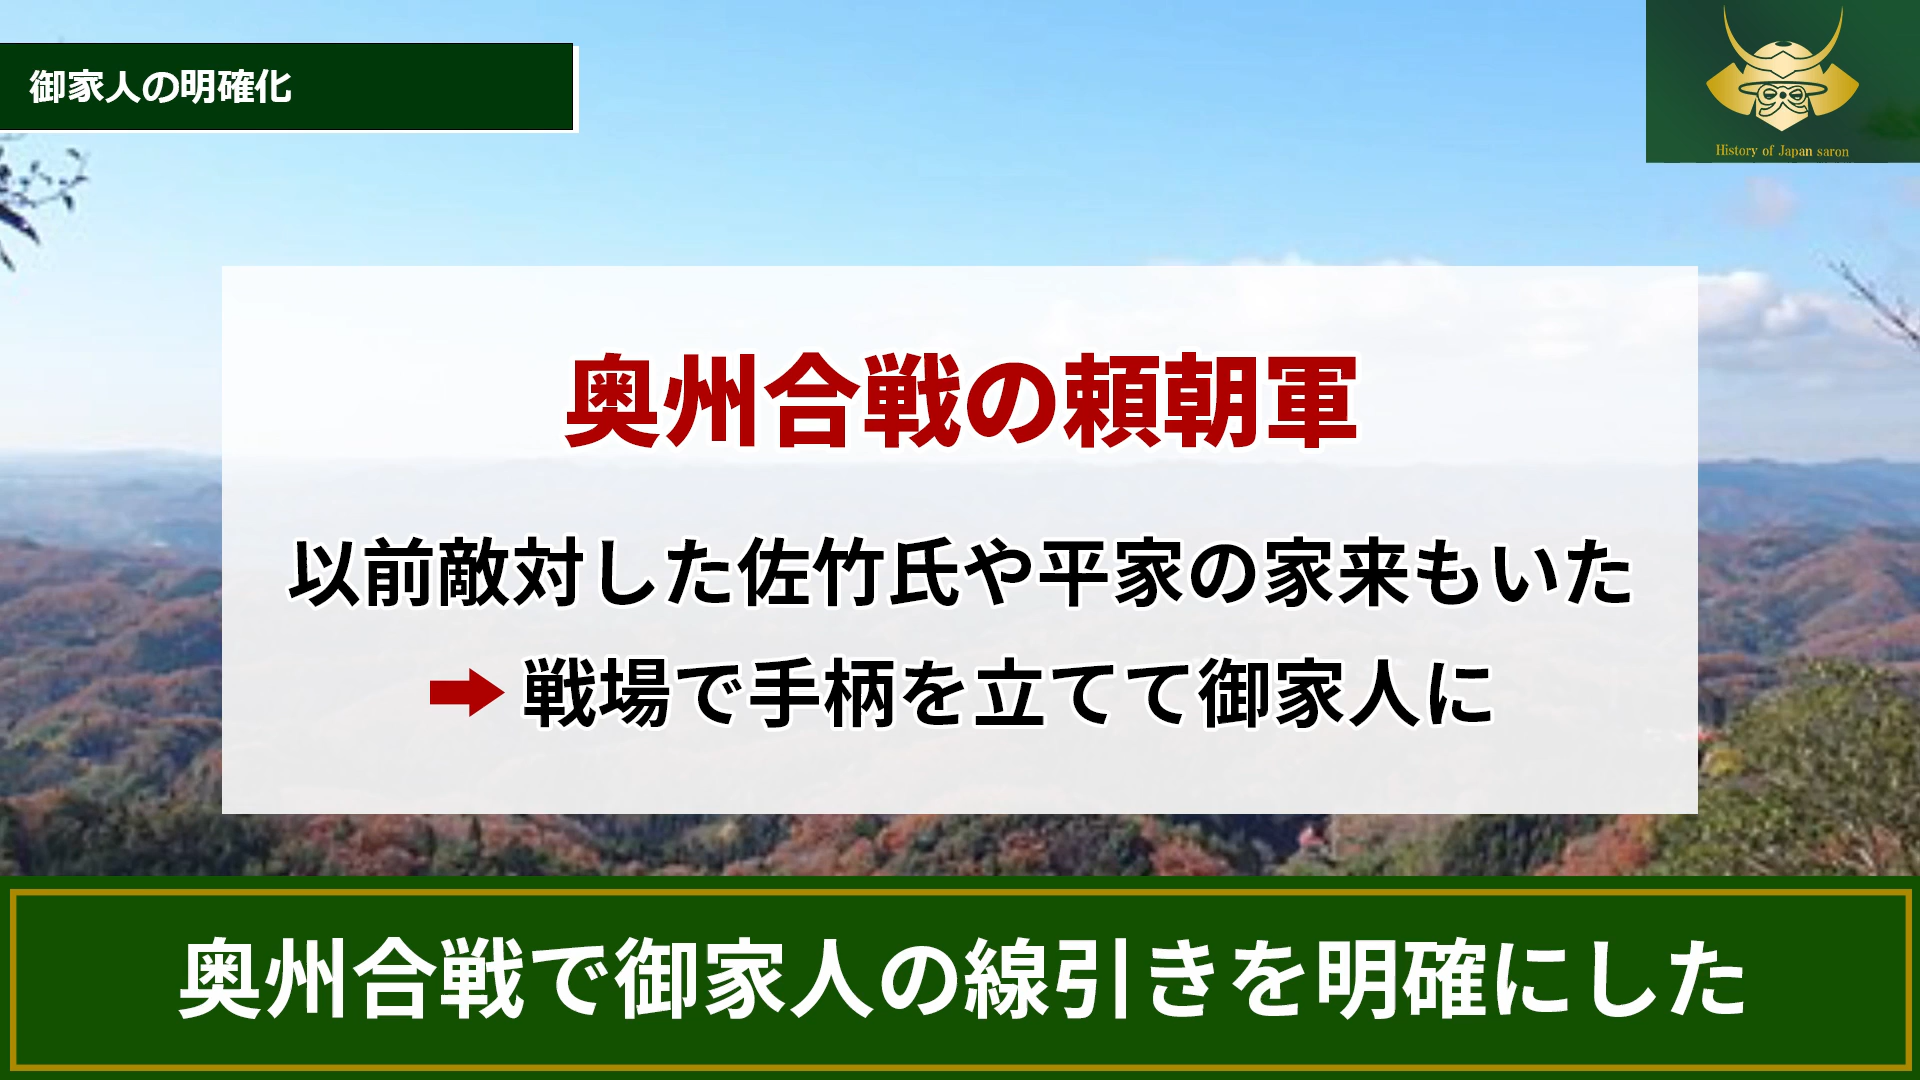 御家人の明確化
History of Japan saron
奥州合戦の頼朝軍
以前敵対した佐竹氏や平家の家来もいた
➡戦場で手柄を立てて御家人に
奥州合戦で御家人の線引きを明確にした